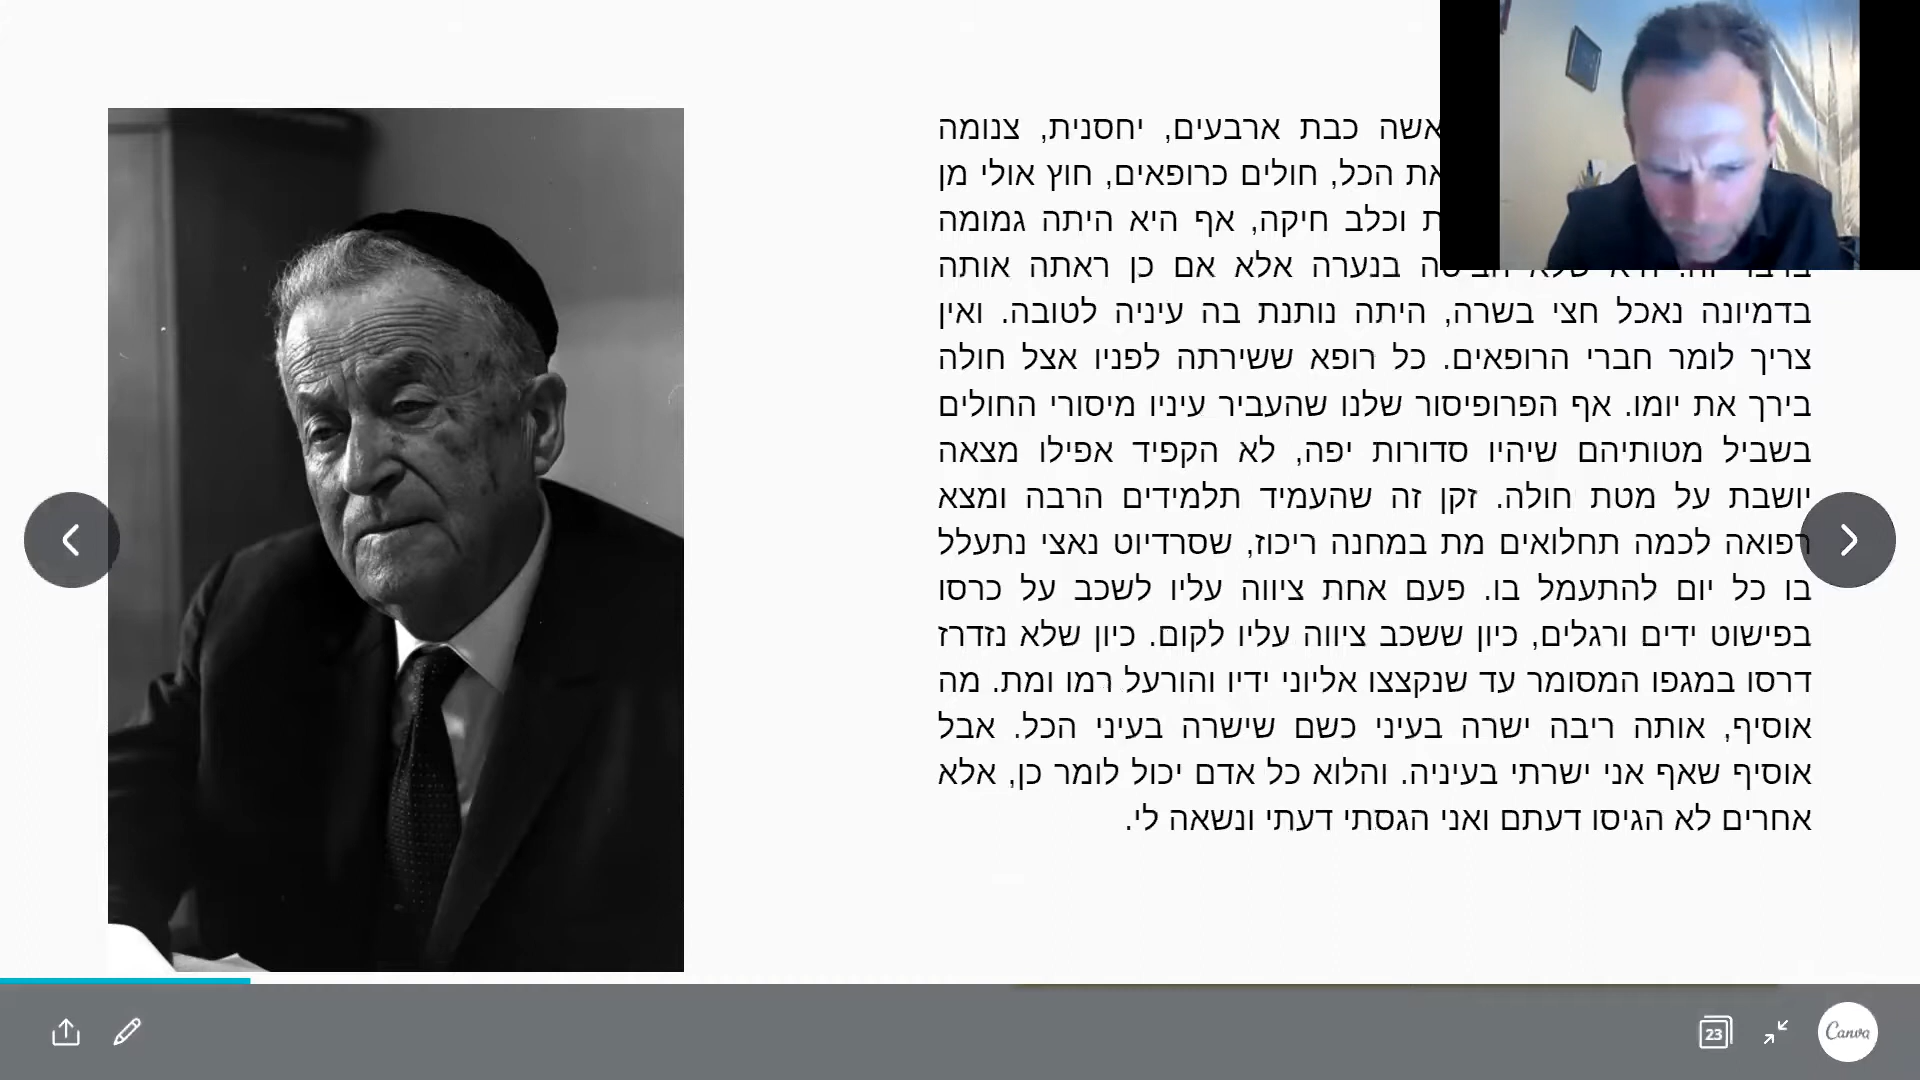 אשה כבת ארבעים, יחסנית, צנומה
את הכל, חולים כרופאים, חוץ אולי מן
וכלב חיקה, אף היא היתה גמומה
בנערה אלא אם כן ראתה אותה
בדמיונה נאכל חצי בשרה, היתה נותנת בה עיניה לטובה. ואין
צריך לומר חברי הרופאים. כל רופא ששירתה לפניו אצל חולה
בירך את יומו. אף הפרופיסור שלנו שהעביר עיניו מיסורי החולים
בשביל מטותיהם שיהיו סדורות יפה, לא הקפיד אפילו מצאה
יושבת על מטת חולה. זקן זה שהעמיד תלמידים הרבה ומצא
רפואה לכמה תחלואים מת במחנה ריכוז, שסרדיוט נאצי נתעלל
בו כל יום להתעמל בו. פעם אחת ציווה עליו לשכב על כרסו
בפישוט ידים ורגלים, כיון ששכב ציווה עליו לקום. כיון שלא נזדרז
דרסו במגפו המסומר עד שנקצצו אליוני ידיו והורעל רמו ומת. מה
אוסיף, אותה ריבה ישרה בעיני כשם שישרה בעיני הכל. אבל
אוסיף שאף אני ישרתי בעיניה. והלוא כל אדם יכול לומר כן, אלא
אחרים לא הגיסו דעתם ואני הגסתי דעתי ונשאה לי.
23
Canva